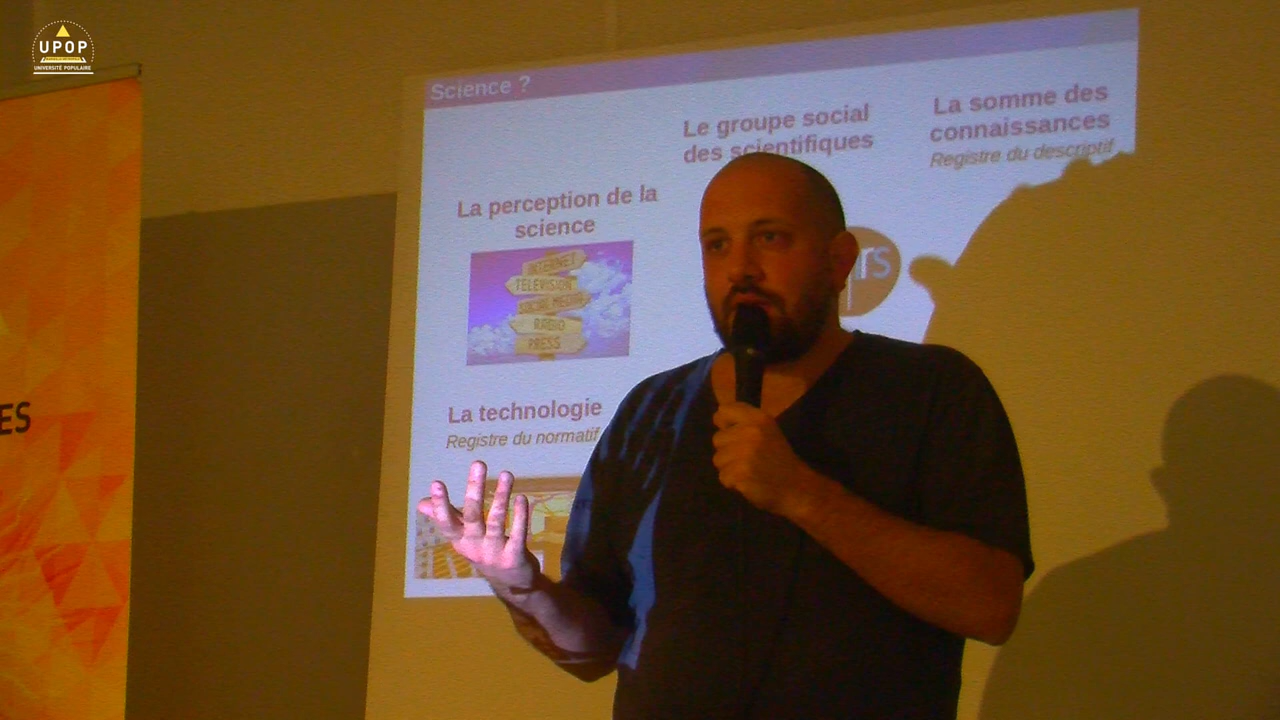 UPOP
UNIVERSITÉ POPULAIRE
ES
Science ?
La perception de la
science
INTERNET
TELEVISION
SOCIAL MEDIA
RADIO
PRESS
La technologie
Registre du normatif
Le groupe social
des scientifiques
rs
La somme des
connaissances
Registre du descriptif